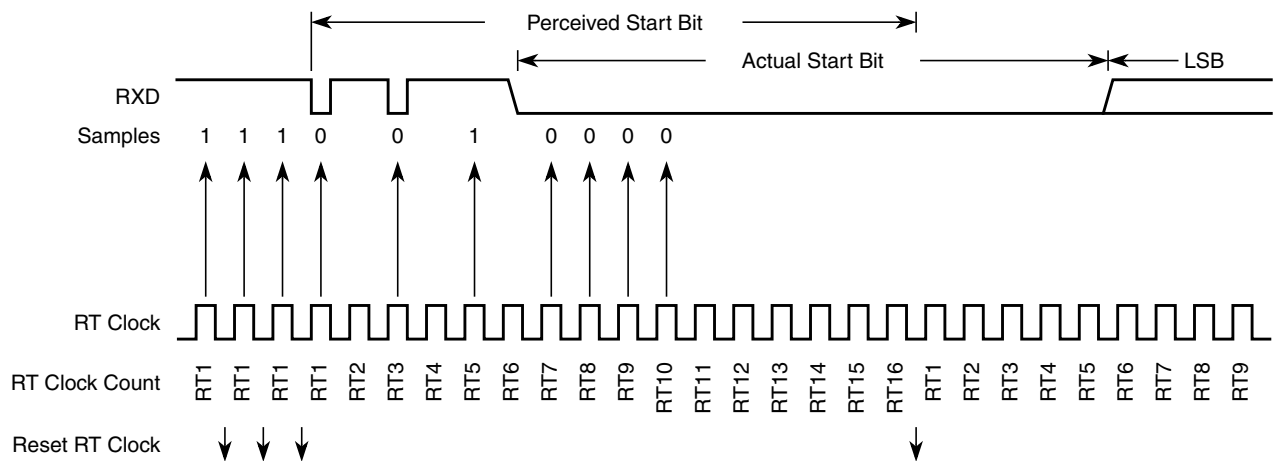 Perceived Start Bit
Actual Start Bit LSB
RXD
Samples 1 1 1 0 0 1 0 0 0 0
RT Clock
RT Clock Count RT1 RT1 RT1 RT1 RT2 RT3 RT4 RT5 RT6 RT7 RT8 RT9 RT10 RT11 RT12 RT13 RT14 RT15 RT16 RT1 RT2 RT3 RT4 RT5 RT6 RT7 RT8 RT9
Reset RT Clock